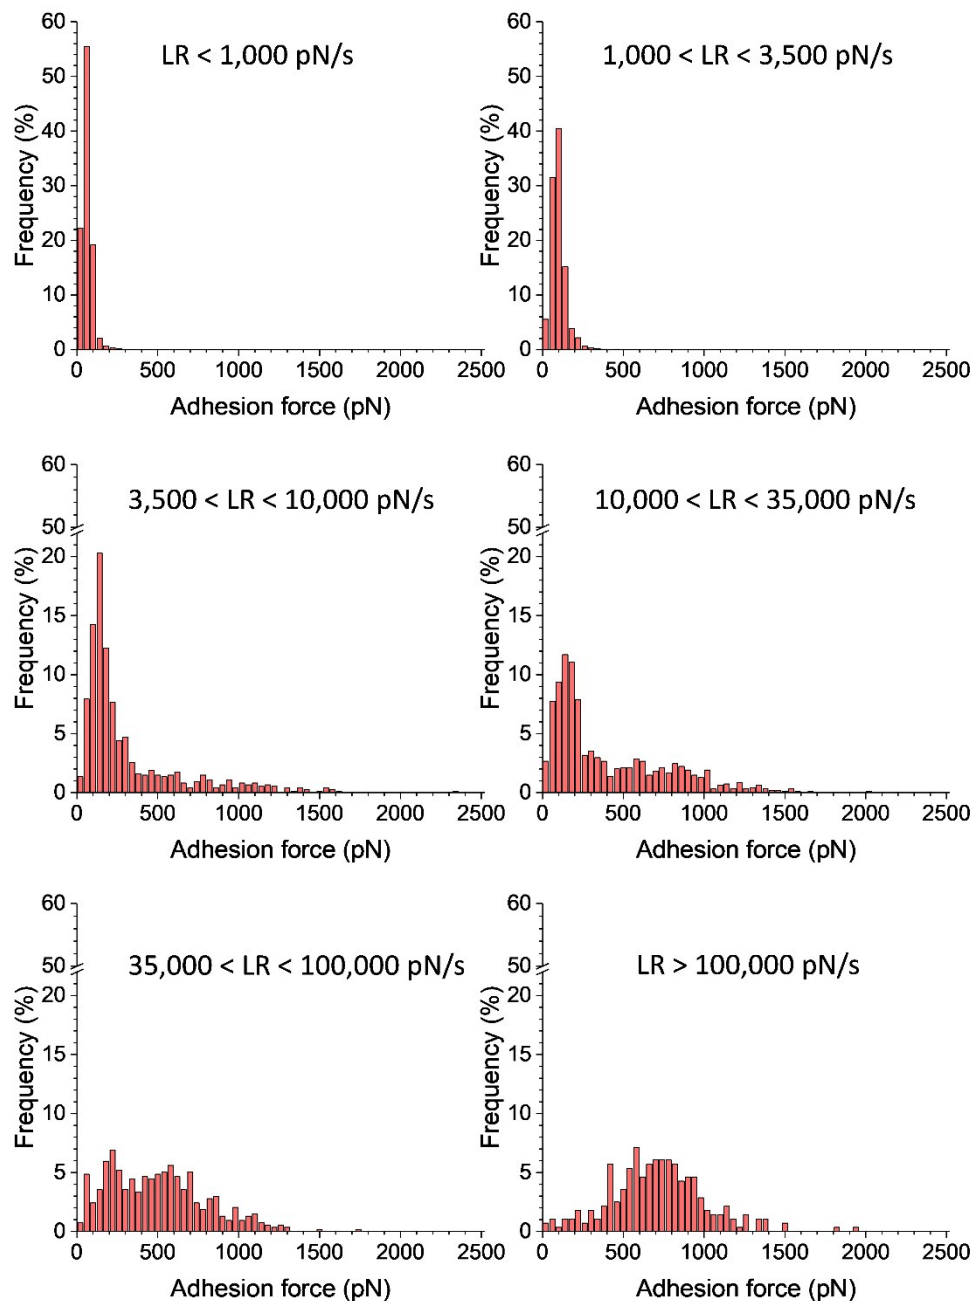 LR < 1,000 pN/s
Frequency (%)
60
50
40
30
20
10
0
0 500 1000 1500 2000 2500
Adhesion force (pN)
1,000 < LR < 3,500 pN/s
Frequency (%)
60
50
40
30
20
10
0
0 500 1000 1500 2000 2500
Adhesion force (pN)
3,500 < LR < 10,000 pN/s
Frequency (%)
60
50
20
15
10
5
0
0 500 1000 1500 2000 2500
Adhesion force (pN)
10,000 < LR < 35,000 pN/s
Frequency (%)
60
50
20
15
10
5
0
0 500 1000 1500 2000 2500
Adhesion force (pN)
35,000 < LR < 100,000 pN/s
Frequency (%)
60
50
20
15
10
5
0
0 500 1000 1500 2000 2500
Adhesion force (pN)
LR > 100,000 pN/s
Frequency (%)
60
50
20
15
10
5
0
0 500 1000 1500 2000 2500
Adhesion force (pN)